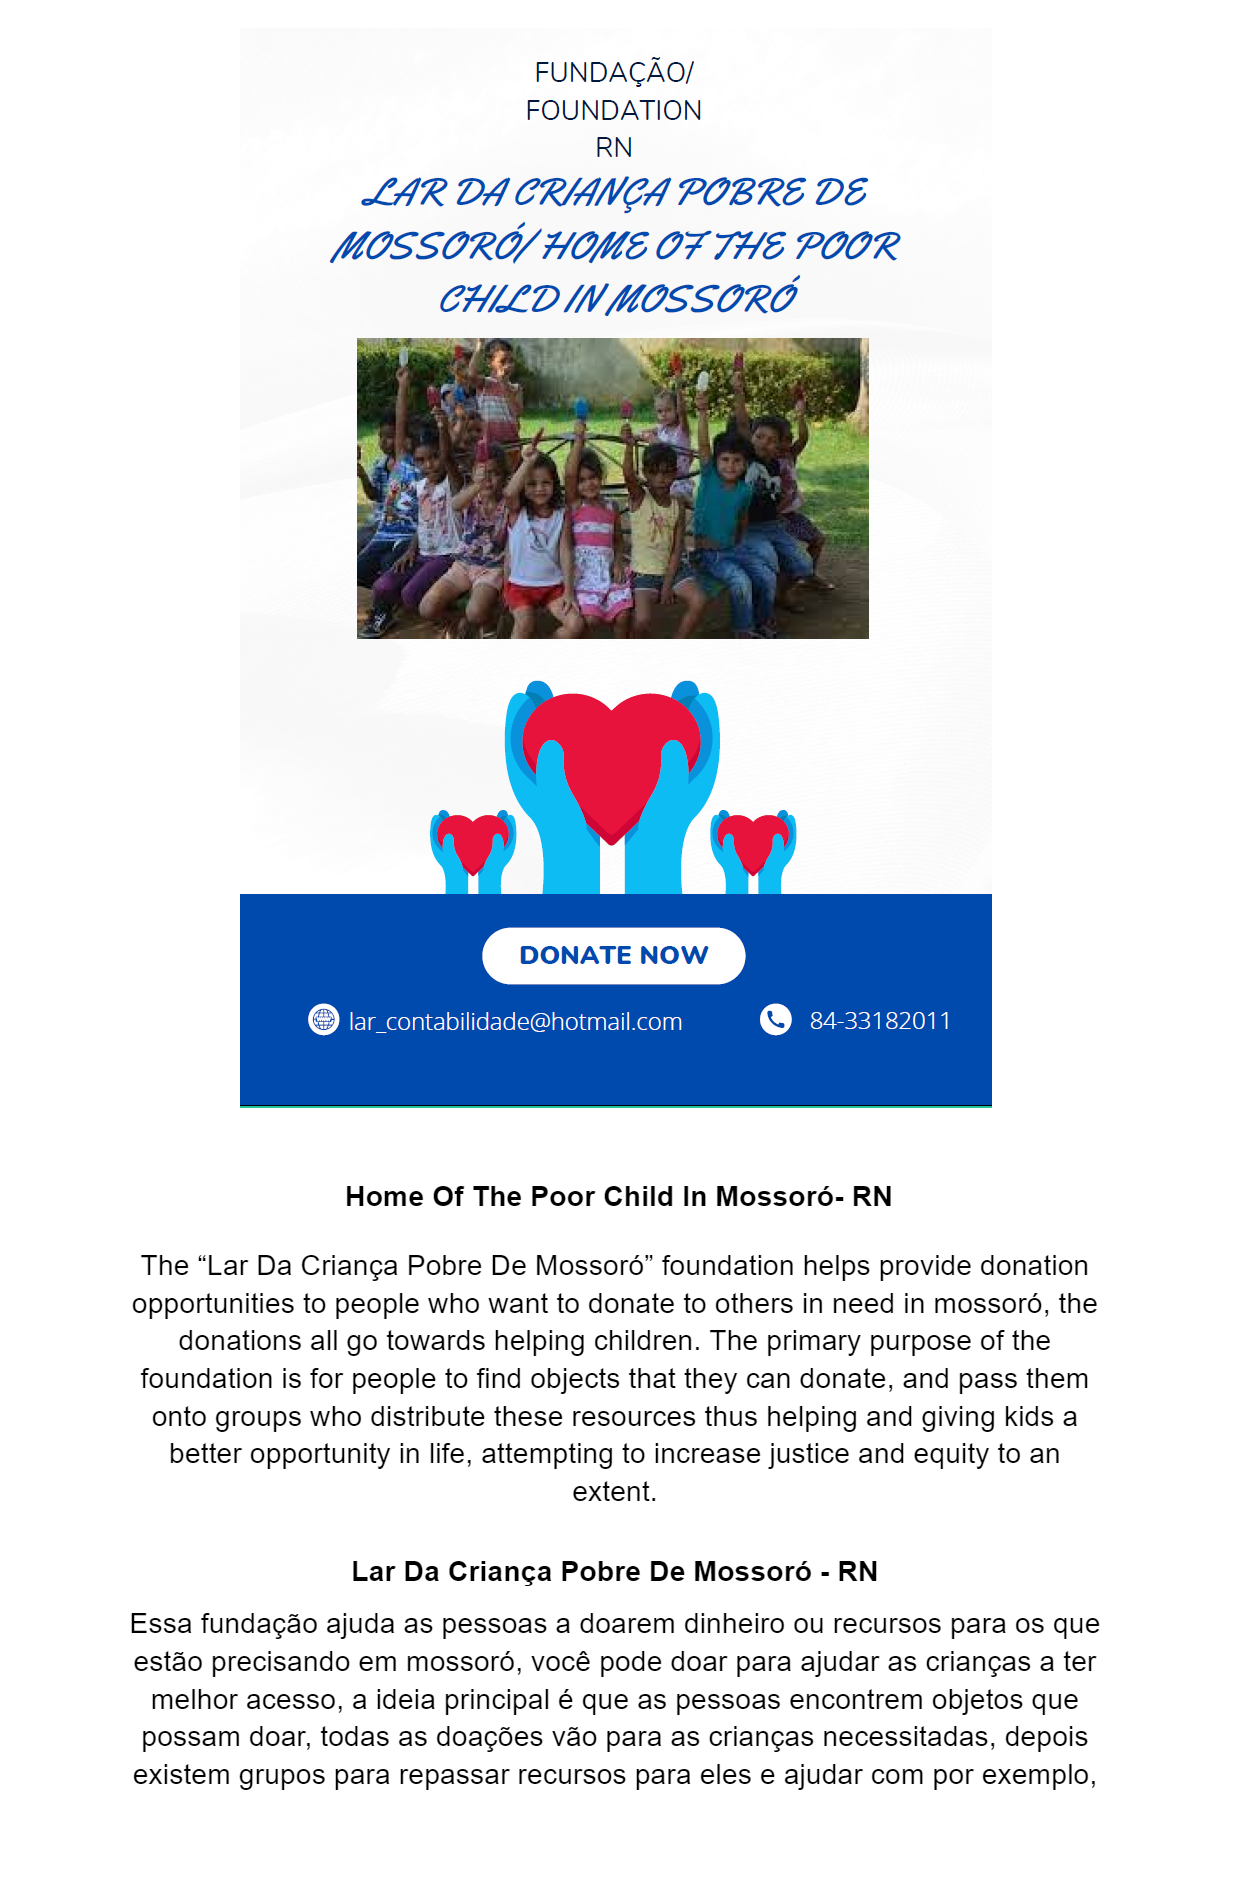 FUNDAÇÃO/
FOUNDATION
RN
LAR DA CRIANÇA POBRE DE
MOSSORÓ/ HOME OF THE POOR
CHILD IN MOSSORÓ
DONATE NOW
lar_contabilidade@hotmail.com
84-33182011
Home Of The Poor Child In Mossoró- RN
The “Lar Da Criança Pobre De Mossoró” foundation helps provide donation
opportunities to people who want to donate to others in need in mossoró, the
donations all go towards helping children. The primary purpose of the
foundation is for people to find objects that they can donate, and pass them
onto groups who distribute these resources thus helping and giving kids a
better opportunity in life, attempting to increase justice and equity to an
extent.
Lar Da Criança Pobre De Mossoró - RN
Essa fundação ajuda as pessoas a doarem dinheiro ou recursos para os que
estão precisando em mossoró, você pode doar para ajudar as crianças a ter
melhor acesso, a ideia principal é que as pessoas encontrem objetos que
possam doar, todas as doações vão para as crianças necessitadas, depois
existem grupos para repassar recursos para eles e ajudar com por exemplo,